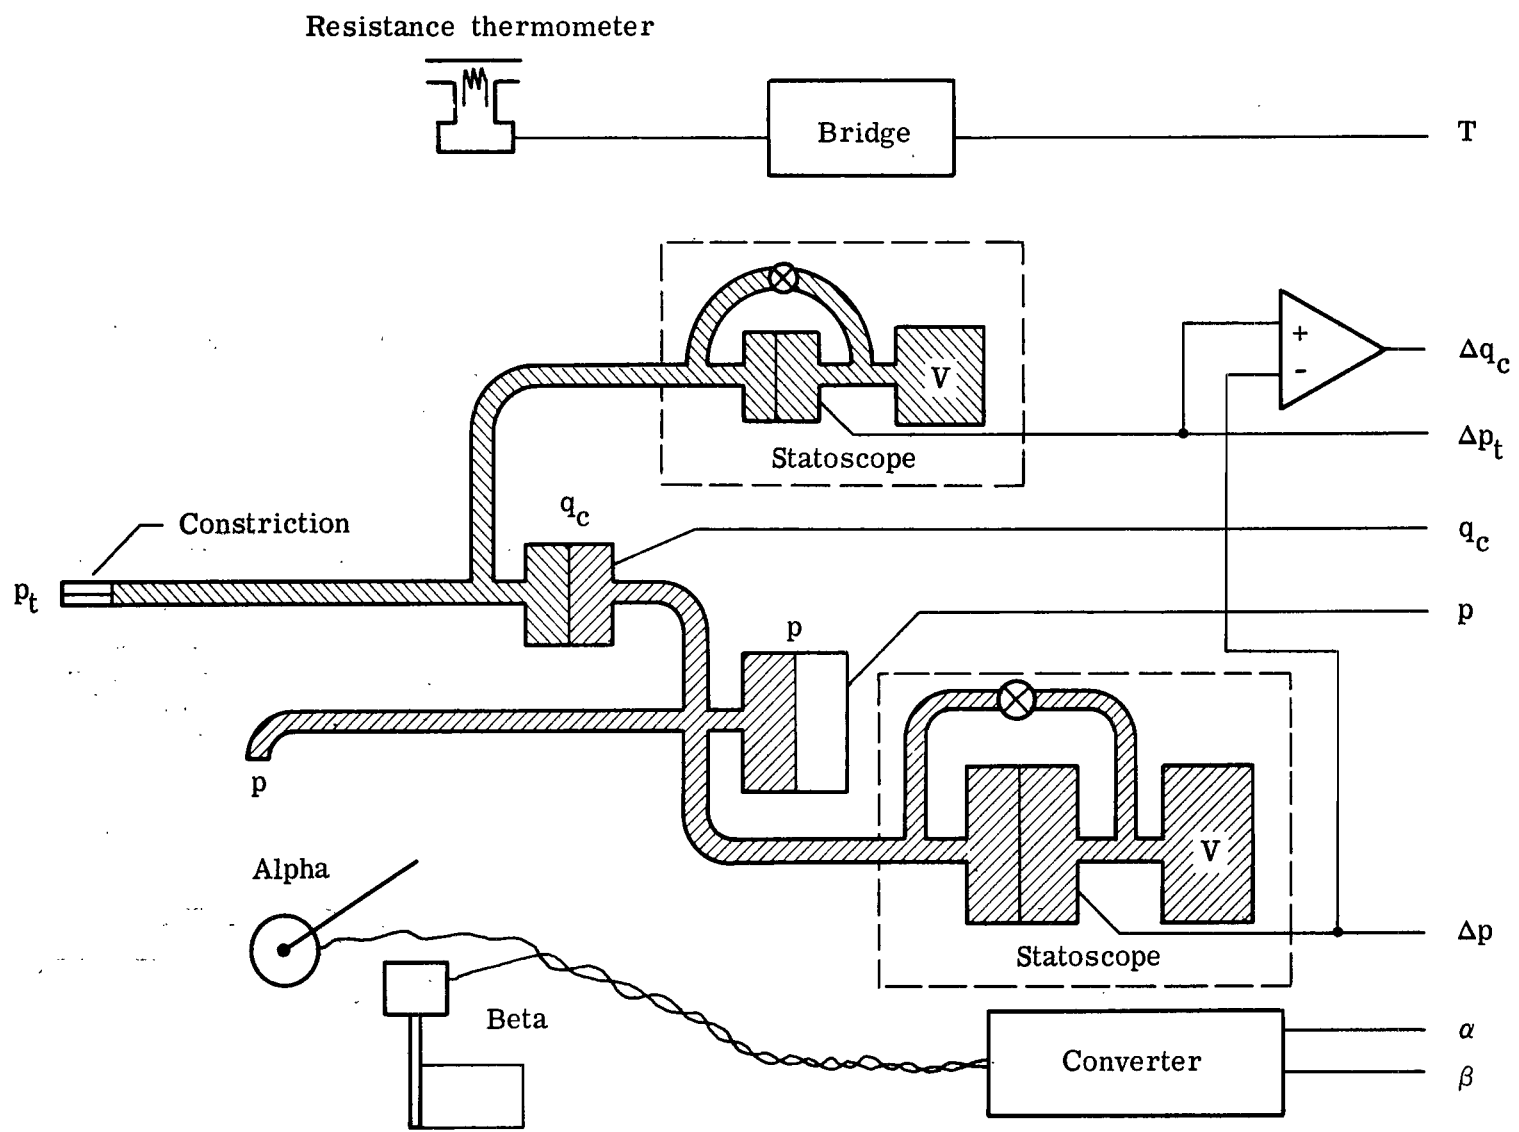 Resistance thermometer
Bridge
T
+
-
Δq_c
V
Δp_t
Statoscope
q_c
Constriction
q_c
p_t
p
p
p
V
Alpha
Δp
Statoscope
Beta
α
Converter
β